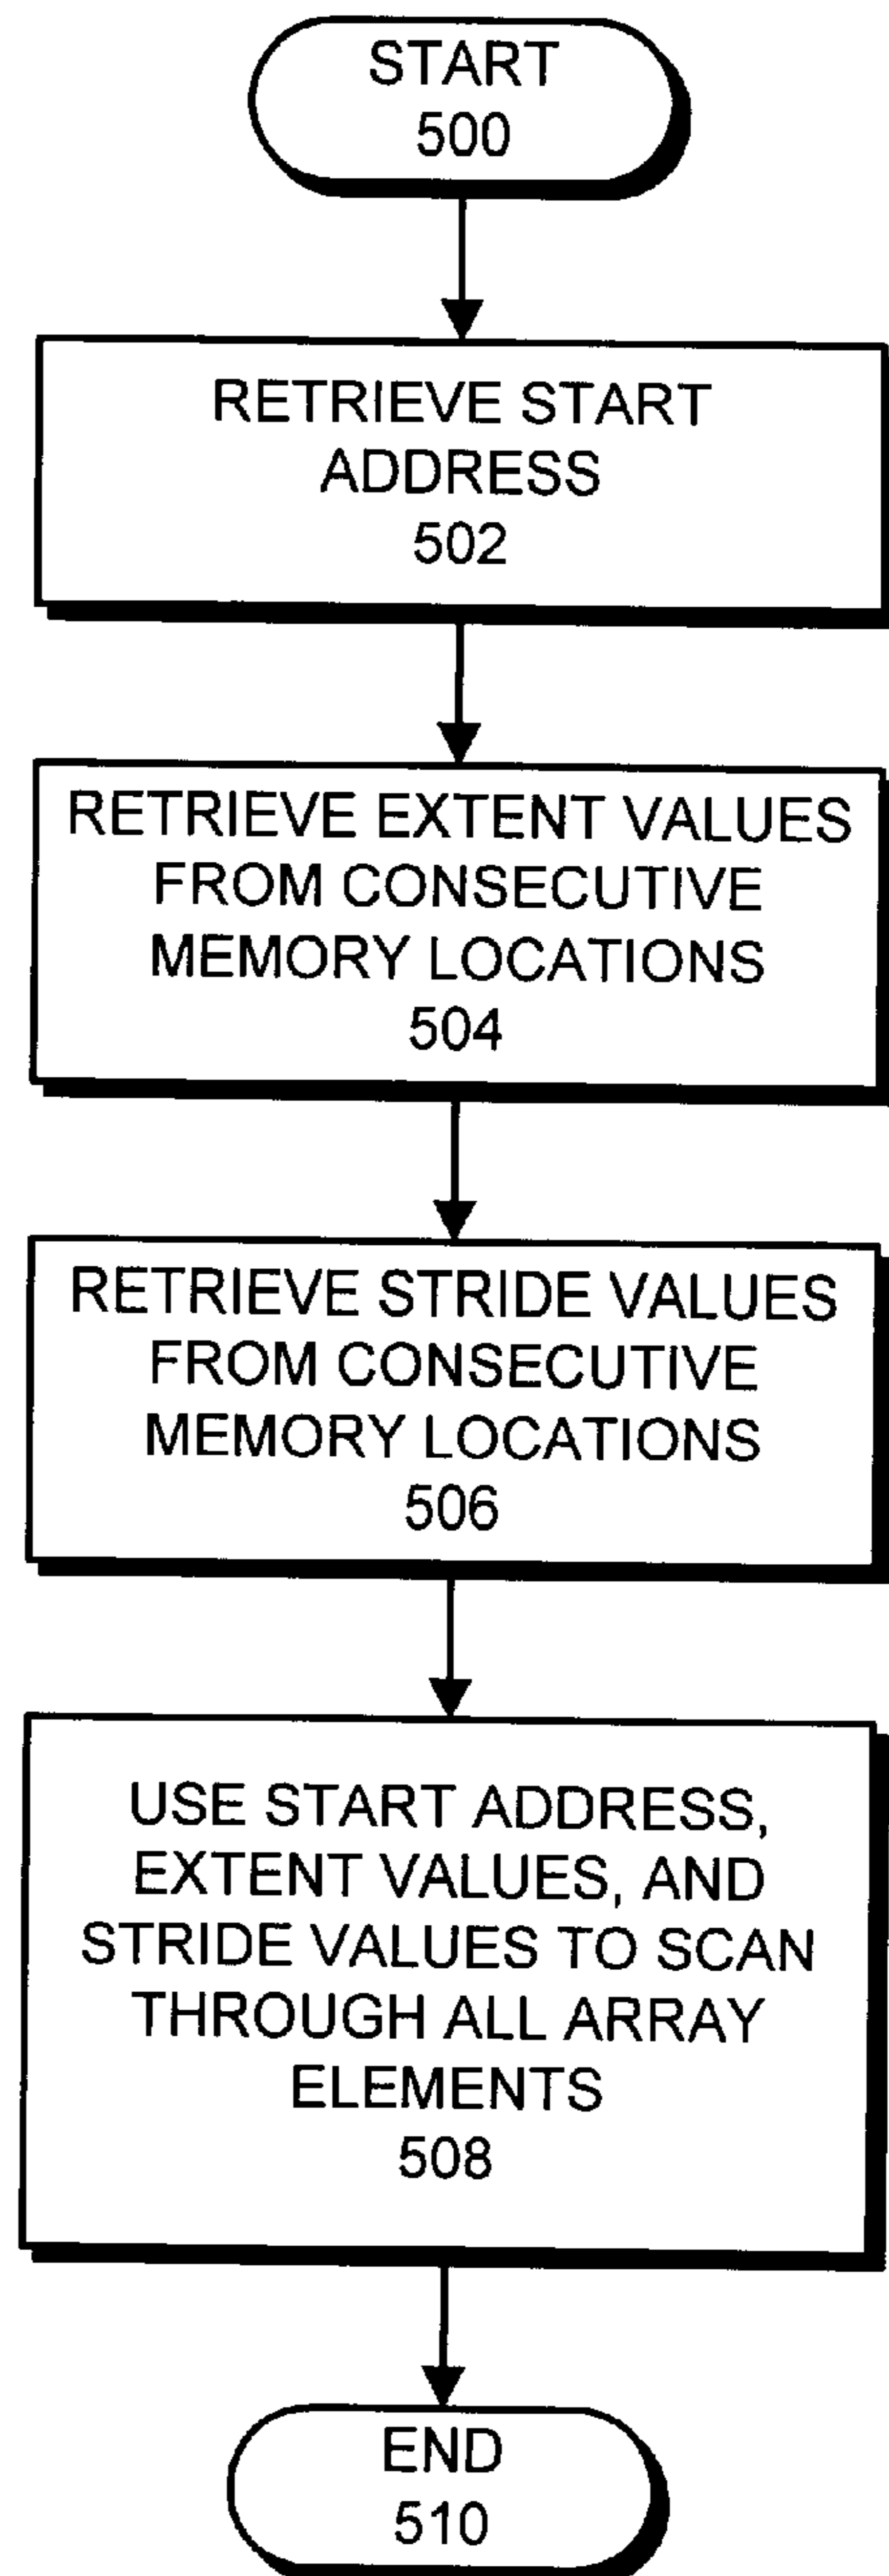 START
500
RETRIEVE START
ADDRESS
502
RETRIEVE EXTENT VALUES
FROM CONSECUTIVE
MEMORY LOCATIONS
504
RETRIEVE STRIDE VALUES
FROM CONSECUTIVE
MEMORY LOCATIONS
506
USE START ADDRESS,
EXTENT VALUES, AND
STRIDE VALUES TO SCAN
THROUGH ALL ARRAY
ELEMENTS
508
END
510